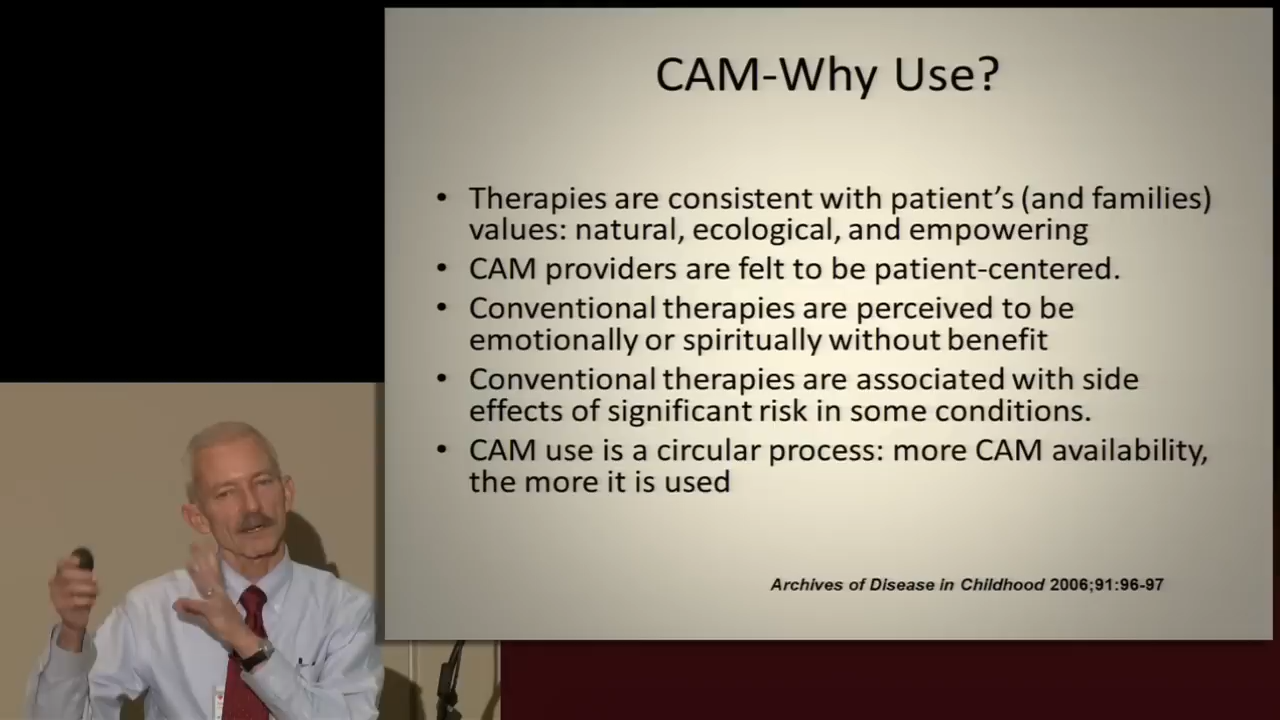 CAM-Why Use?
• Therapies are consistent with patient's (and families)
values: natural, ecological, and empowering
• CAM providers are felt to be patient-centered.
• Conventional therapies are perceived to be
emotionally or spiritually without benefit
• Conventional therapies are associated with side
effects of significant risk in some conditions.
• CAM use is a circular process: more CAM availability,
the more it is used
Archives of Disease in Childhood 2006;91:96-97